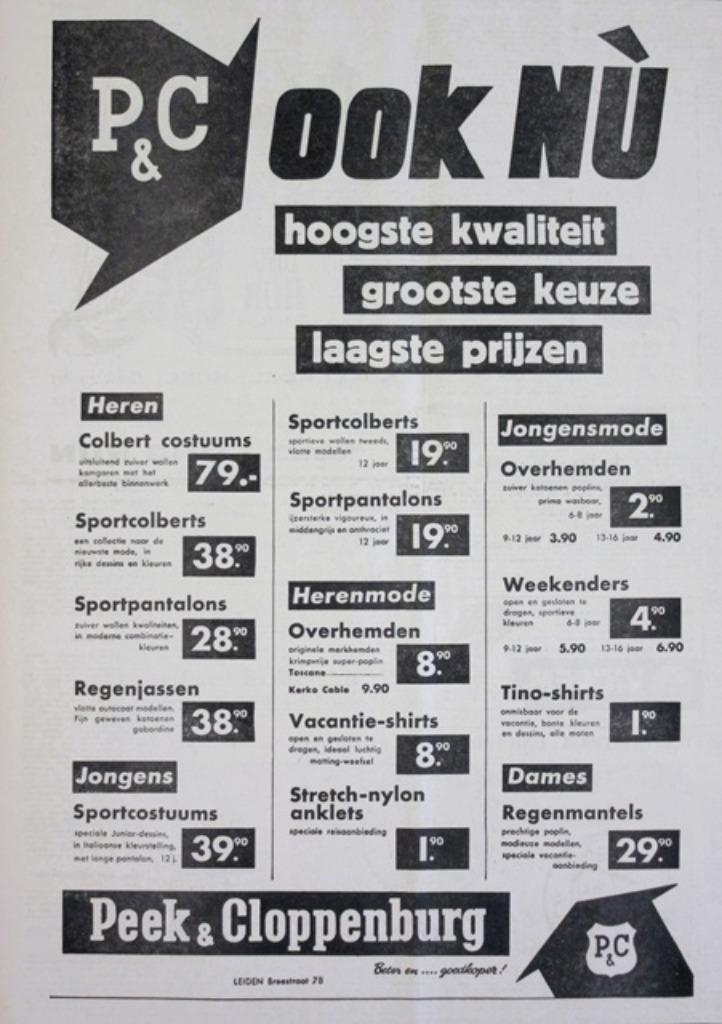 P&C
ook NÙ
hoogste kwaliteit
grootste keuze
laagste prijzen
Heren
Colbert costuums
uitsluitend zuiver wollen
kamgaren met het
allerbeste binnenwerk
79.-
Sportcolberts
een collectie naar de
nieuwste mode, in
rijke dessins en kleuren
38.90
Sportpantalons
zuiver wollen kwaliteiten,
in moderne combinatie-
kleuren
28.90
Regenjassen
vlotte autocoat modellen.
Fijn geweven katoenen
gabardine
38.90
Jongens
Sportcostuums
speciale Junior-dessins,
in Italiaanse kleurstelling,
met lange pantalon, 12 j.
39.90
Sportcolberts
sportieve wollen tweeds,
vlotte modellen
12 jaar
19.90
Sportpantalons
ijzersterke vigoureux, in
middengrijs en anthraciet
12 jaar
19.90
Herenmode
Overhemden
originele merkhemden
krimpvrije super-poplin
Toscane
8.90
Karko Cable 9.90
Vacantie-shirts
open en gesloten te
dragen, ideaal luchtig
matting-weefsel
8.90
Stretch-nylon
anklets
speciale reisaanbieding
1.90
Jongensmode
Overhemden
zuiver katoenen poplins,
prima wasbaar,
6-8 jaar
2.90
9-12 jaar 3.90 13-16 jaar 4.90
Weekenders
open en gesloten te
dragen, sportieve
kleuren 6-8 jaar
4.90
9-12 jaar 5.90 13-16 jaar 6.90
Tino-shirts
onmisbaar voor de
vacantie, bonte kleuren
en dessins, alle maten
1.90
Dames
Regenmantels
prachtige poplin,
modieuze modellen,
speciale vacantie-
aanbieding
29.90
Peek & Cloppenburg
Beter en .... goedkoper!
LEIDEN Breestraat 78
P&C